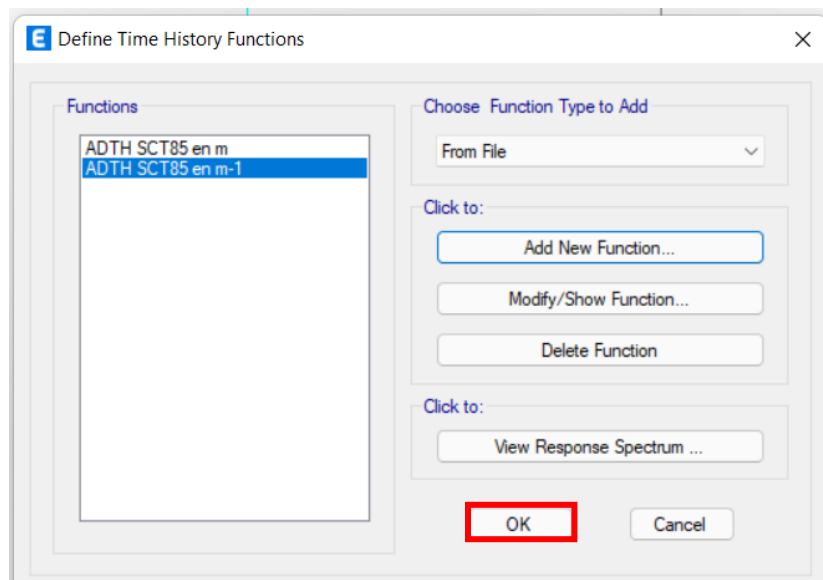 E Define Time History Functions
Functions
ADTH SCT85 en m
ADTH SCT85 en m-1
Choose Function Type to Add
From File
Click to:
Add New Function...
Modify/Show Function...
Delete Function
Click to:
View Response Spectrum ...
OK
Cancel